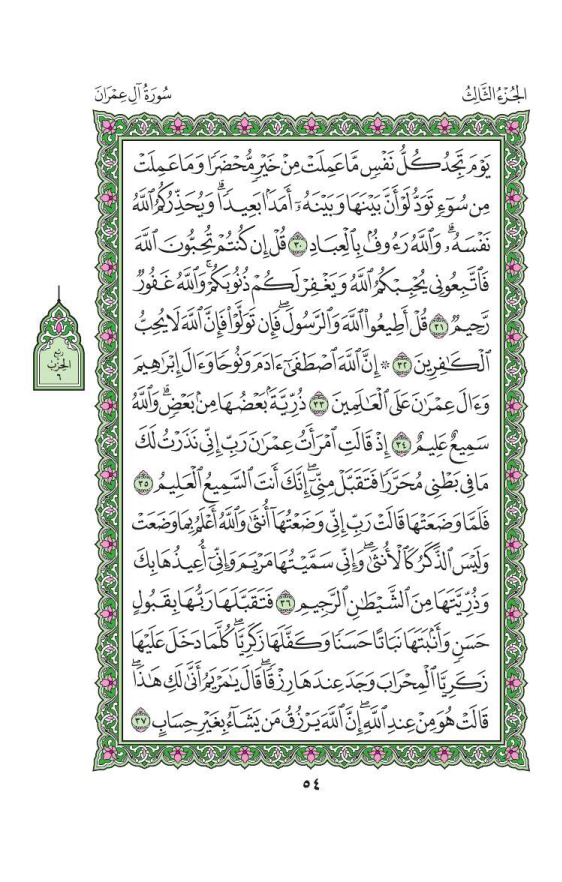 الجُزْءُ الثَّالِثُ
سُورَةُ آلِ عِمْرَانَ
يَوْمَ تَجِدُ كُلُّ نَفْسٍ مَّا عَمِلَتْ مِنْ خَيْرٍ مُّحْضَرًا وَمَا عَمِلَتْ
مِن سُوٓءٍ تَوَدُّ لَوْ أَنَّ بَيْنَهَا وَبَيْنَهُۥٓ أَمَدَۢا بَعِيدًاۗ وَيُحَذِّرُكُمُ ٱللَّهُ
نَفْسَهُۥۗ وَٱللَّهُ رَءُوفُۢ بِٱلْعِبَادِ ٣٠ قُلْ إِن كُنتُمْ تُحِبُّونَ ٱللَّهَ
فَٱتَّبِعُونِي يُحْبِبْكُمُ ٱللَّهُ وَيَغْفِرْ لَكُمْ ذُنُوبَكُمْۚ وَٱللَّهُ غَفُورٌ
رَّحِيمٌ ٣١ قُلْ أَطِيعُوا۟ ٱللَّهَ وَٱلرَّسُولَۖ فَإِن تَوَلَّوْا۟ فَإِنَّ ٱللَّهَ لَا يُحِبُّ
ٱلْكَٰفِرِينَ ٣٢ ۞ إِنَّ ٱللَّهَ ٱصْطَفَىٰٓ ءَادَمَ وَنُوحًا وَءَالَ إِبْرَٰهِيمَ
وَءَالَ عِمْرَٰنَ عَلَى ٱلْعَٰلَمِينَ ٣٣ ذُرِّيَّةَۢ بَعْضُهَا مِنۢ بَعْضٍۗ وَٱللَّهُ
سَمِيعٌ عَلِيمٌ ٣٤ إِذْ قَالَتِ ٱمْرَأَتُ عِمْرَٰنَ رَبِّ إِنِّي نَذَرْتُ لَكَ
مَا فِي بَطْنِي مُحَرَّرًا فَتَقَبَّلْ مِنِّيٓۖ إِنَّكَ أَنتَ ٱلسَّمِيعُ ٱلْعَلِيمُ ٣٥
فَلَمَّا وَضَعَتْهَا قَالَتْ رَبِّ إِنِّي وَضَعْتُهَآ أُنثَىٰ وَٱللَّهُ أَعْلَمُ بِمَا وَضَعَتْ
وَلَيْسَ ٱلذَّكَرُ كَٱلْأُنثَىٰۖ وَإِنِّي سَمَّيْتُهَا مَرْيَمَ وَإِنِّيٓ أُعِيذُهَا بِكَ
وَذُرِّيَّتَهَا مِنَ ٱلشَّيْطَٰنِ ٱلرَّجِيمِ ٣٦ فَتَقَبَّلَهَا رَبُّهَا بِقَبُولٍ
حَسَنٍ وَأَنۢبَتَهَا نَبَاتًا حَسَنًا وَكَفَّلَهَا زَكَرِيَّاۖ كُلَّمَا دَخَلَ عَلَيْهَا
زَكَرِيَّا ٱلْمِحْرَابَ وَجَدَ عِندَهَا رِزْقًاۖ قَالَ يَٰمَرْيَمُ أَنَّىٰ لَكِ هَٰذَاۖ
قَالَتْ هُوَ مِنْ عِندِ ٱللَّهِۖ إِنَّ ٱللَّهَ يَرْزُقُ مَن يَشَآءُ بِغَيْرِ حِسَابٍ ٣٧
ربع
الحزب
٦
٥٤